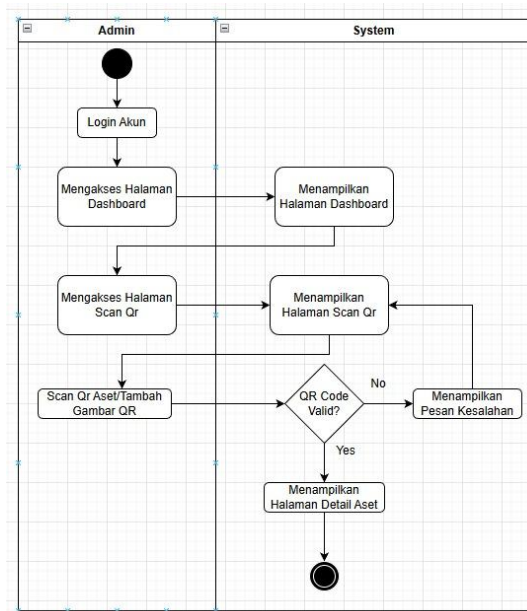 Admin
System
Login Akun
Mengakses Halaman
Dashboard
Menampilkan
Halaman Dashboard
Mengakses Halaman
Scan Qr
Menampilkan
Halaman Scan Qr
Scan Qr Aset/Tambah
Gambar QR
QR Code
Valid?
No
Menampilkan
Pesan Kesalahan
Yes
Menampilkan
Halaman Detail Aset